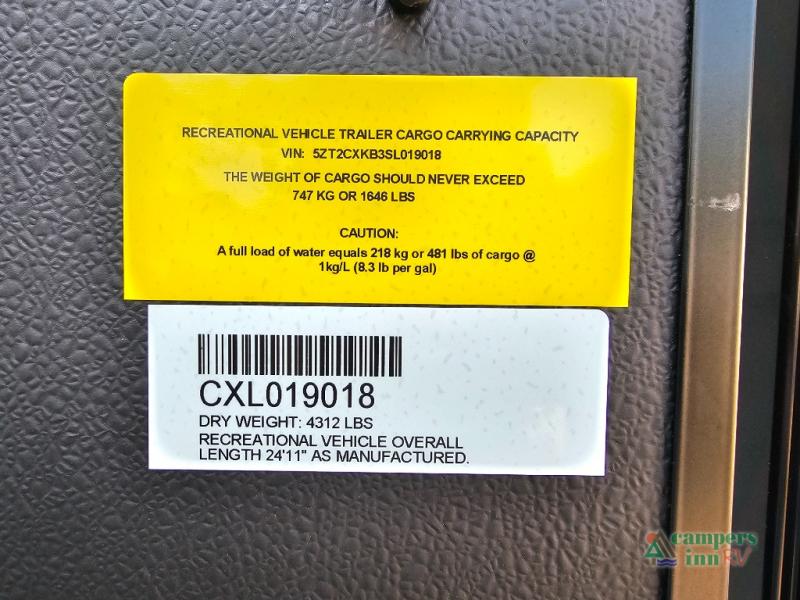 RECREATIONAL VEHICLE TRAILER CARGO CARRYING CAPACITY
VIN: 5ZT2CXKB3SL019018
THE WEIGHT OF CARGO SHOULD NEVER EXCEED
747 KG OR 1646 LBS
CAUTION:
A full load of water equals 218 kg or 481 lbs of cargo @
1kg/L (8.3 lb per gal)
CXL019018
DRY WEIGHT: 4312 LBS
RECREATIONAL VEHICLE OVERALL
LENGTH 24'11" AS MANUFACTURED.
campers
inn RV